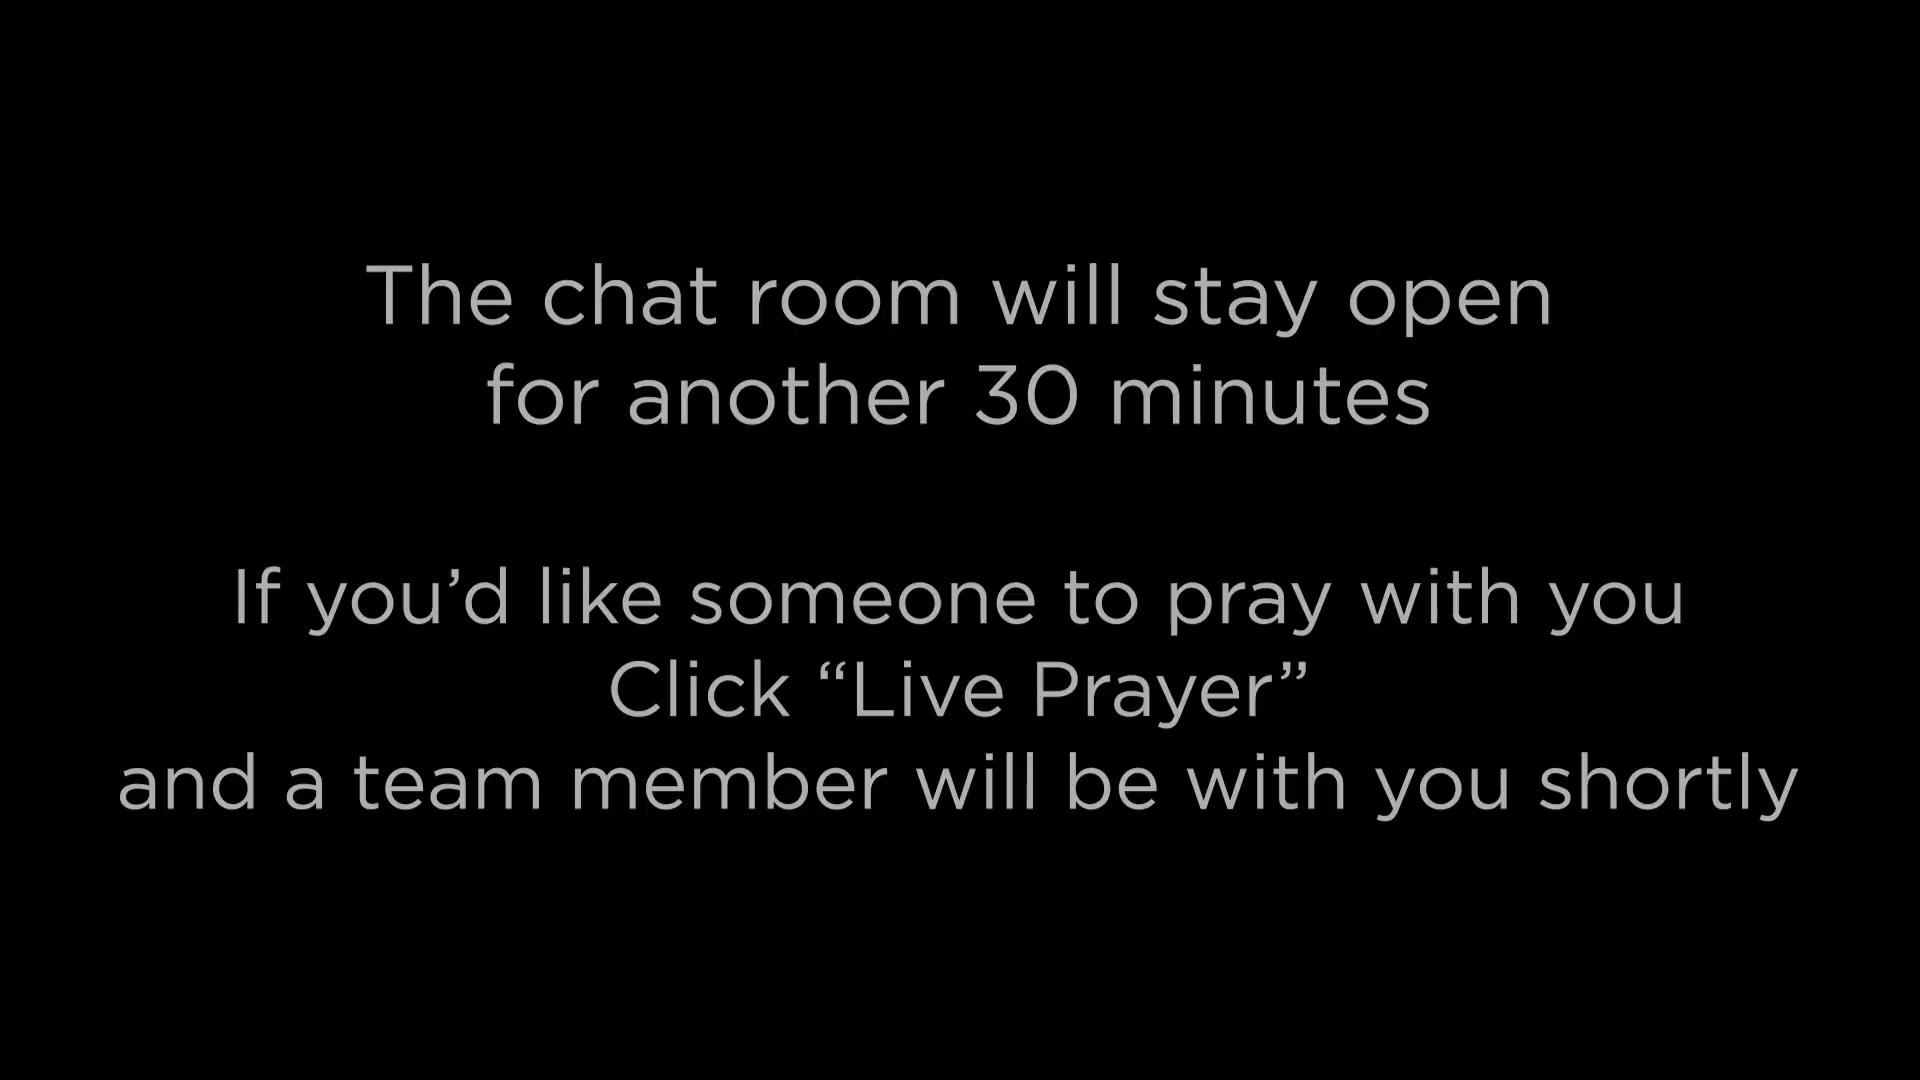 The chat room will stay open
for another 30 minutes
If you’d like someone to pray with you
Click “Live Prayer”
and a team member will be with you shortly